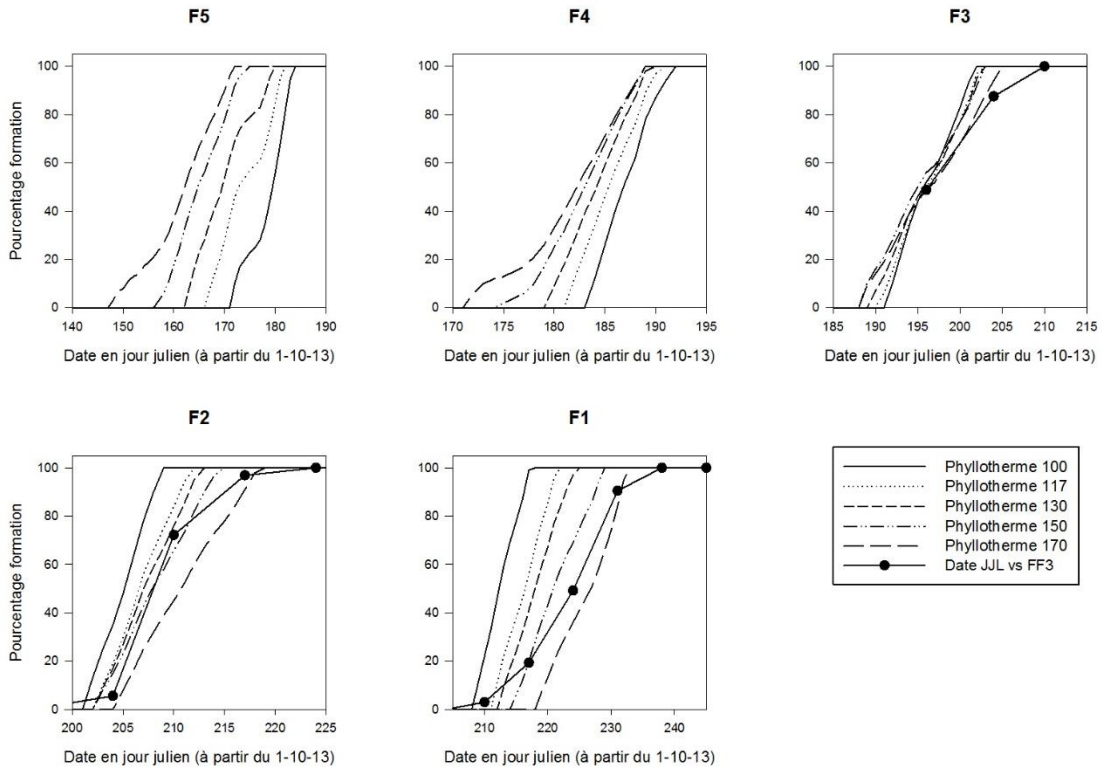 F5
F4
F3
Pourcentage formation
100
80
60
40
20
0
140 150 160 170 180 190
Date en jour julien (à partir du 1-10-13)
100
80
60
40
20
0
170 175 180 185 190 195
Date en jour julien (à partir du 1-10-13)
100
80
60
40
20
0
185 190 195 200 205 210 215
Date en jour julien (à partir du 1-10-13)
F2
F1
Pourcentage formation
100
80
60
40
20
0
200 205 210 215 220 225
Date en jour julien (à partir du 1-10-13)
100
80
60
40
20
0
210 220 230 240
Date en jour julien (à partir du 1-10-13)
Phyllotherme 100
Phyllotherme 117
Phyllotherme 130
Phyllotherme 150
Phyllotherme 170
Date JJL vs FF3